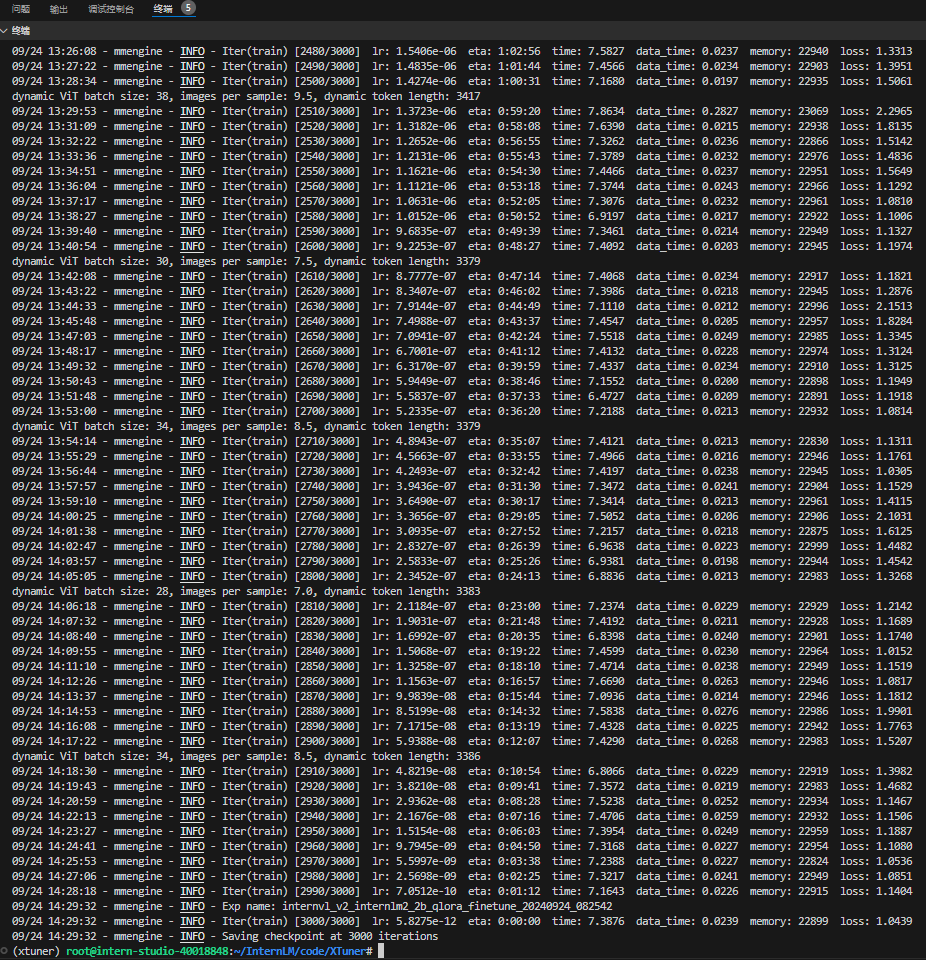 问题 输出 调试控制台 终端 5
终端
09/24 13:26:08 - mmengine - INFO - Iter(train) [2480/3000] lr: 1.5406e-06 eta: 1:02:56 time: 7.5827 data_time: 0.0237 memory: 22940 loss: 1.3313
09/24 13:27:22 - mmengine - INFO - Iter(train) [2490/3000] lr: 1.4835e-06 eta: 1:01:44 time: 7.4566 data_time: 0.0234 memory: 22903 loss: 1.3951
09/24 13:28:34 - mmengine - INFO - Iter(train) [2500/3000] lr: 1.4274e-06 eta: 1:00:31 time: 7.1680 data_time: 0.0197 memory: 22935 loss: 1.5061
dynamic ViT batch size: 38, images per sample: 9.5, dynamic token length: 3417
09/24 13:29:53 - mmengine - INFO - Iter(train) [2510/3000] lr: 1.3723e-06 eta: 0:59:20 time: 7.8634 data_time: 0.2827 memory: 23069 loss: 2.2965
09/24 13:31:09 - mmengine - INFO - Iter(train) [2520/3000] lr: 1.3182e-06 eta: 0:58:08 time: 7.6390 data_time: 0.0215 memory: 22938 loss: 1.8135
09/24 13:32:22 - mmengine - INFO - Iter(train) [2530/3000] lr: 1.2652e-06 eta: 0:56:55 time: 7.3262 data_time: 0.0236 memory: 22866 loss: 1.5142
09/24 13:33:36 - mmengine - INFO - Iter(train) [2540/3000] lr: 1.2131e-06 eta: 0:55:43 time: 7.3789 data_time: 0.0232 memory: 22976 loss: 1.4836
09/24 13:34:51 - mmengine - INFO - Iter(train) [2550/3000] lr: 1.1621e-06 eta: 0:54:30 time: 7.4466 data_time: 0.0237 memory: 22951 loss: 1.5649
09/24 13:36:04 - mmengine - INFO - Iter(train) [2560/3000] lr: 1.1121e-06 eta: 0:53:18 time: 7.3744 data_time: 0.0243 memory: 22966 loss: 1.1292
09/24 13:37:17 - mmengine - INFO - Iter(train) [2570/3000] lr: 1.0631e-06 eta: 0:52:05 time: 7.3076 data_time: 0.0232 memory: 22961 loss: 1.0810
09/24 13:38:27 - mmengine - INFO - Iter(train) [2580/3000] lr: 1.0152e-06 eta: 0:50:52 time: 6.9197 data_time: 0.0217 memory: 22922 loss: 1.1006
09/24 13:39:40 - mmengine - INFO - Iter(train) [2590/3000] lr: 9.6835e-07 eta: 0:49:39 time: 7.3461 data_time: 0.0214 memory: 22949 loss: 1.1327
09/24 13:40:54 - mmengine - INFO - Iter(train) [2600/3000] lr: 9.2253e-07 eta: 0:48:27 time: 7.4092 data_time: 0.0203 memory: 22945 loss: 1.1974
dynamic ViT batch size: 30, images per sample: 7.5, dynamic token length: 3379
09/24 13:42:08 - mmengine - INFO - Iter(train) [2610/3000] lr: 8.7777e-07 eta: 0:47:14 time: 7.4068 data_time: 0.0234 memory: 22917 loss: 1.1821
09/24 13:43:22 - mmengine - INFO - Iter(train) [2620/3000] lr: 8.3407e-07 eta: 0:46:02 time: 7.3986 data_time: 0.0218 memory: 22945 loss: 1.2876
09/24 13:44:33 - mmengine - INFO - Iter(train) [2630/3000] lr: 7.9144e-07 eta: 0:44:49 time: 7.1110 data_time: 0.0212 memory: 22996 loss: 2.1513
09/24 13:45:48 - mmengine - INFO - Iter(train) [2640/3000] lr: 7.4988e-07 eta: 0:43:37 time: 7.4547 data_time: 0.0205 memory: 22957 loss: 1.8284
09/24 13:47:03 - mmengine - INFO - Iter(train) [2650/3000] lr: 7.0941e-07 eta: 0:42:24 time: 7.5518 data_time: 0.0249 memory: 22985 loss: 1.3345
09/24 13:48:17 - mmengine - INFO - Iter(train) [2660/3000] lr: 6.7001e-07 eta: 0:41:12 time: 7.4132 data_time: 0.0228 memory: 22974 loss: 1.3124
09/24 13:49:32 - mmengine - INFO - Iter(train) [2670/3000] lr: 6.3170e-07 eta: 0:39:59 time: 7.4337 data_time: 0.0234 memory: 22910 loss: 1.3125
09/24 13:50:43 - mmengine - INFO - Iter(train) [2680/3000] lr: 5.9449e-07 eta: 0:38:46 time: 7.1552 data_time: 0.0200 memory: 22898 loss: 1.1949
09/24 13:51:48 - mmengine - INFO - Iter(train) [2690/3000] lr: 5.5837e-07 eta: 0:37:33 time: 6.4727 data_time: 0.0209 memory: 22891 loss: 1.1918
09/24 13:53:00 - mmengine - INFO - Iter(train) [2700/3000] lr: 5.2335e-07 eta: 0:36:20 time: 7.2188 data_time: 0.0213 memory: 22932 loss: 1.0814
dynamic ViT batch size: 34, images per sample: 8.5, dynamic token length: 3379
09/24 13:54:14 - mmengine - INFO - Iter(train) [2710/3000] lr: 4.8943e-07 eta: 0:35:07 time: 7.4121 data_time: 0.0213 memory: 22830 loss: 1.1311
09/24 13:55:29 - mmengine - INFO - Iter(train) [2720/3000] lr: 4.5663e-07 eta: 0:33:55 time: 7.4966 data_time: 0.0216 memory: 22946 loss: 1.1761
09/24 13:56:44 - mmengine - INFO - Iter(train) [2730/3000] lr: 4.2493e-07 eta: 0:32:42 time: 7.4197 data_time: 0.0238 memory: 22945 loss: 1.0305
09/24 13:57:57 - mmengine - INFO - Iter(train) [2740/3000] lr: 3.9436e-07 eta: 0:31:30 time: 7.3472 data_time: 0.0241 memory: 22904 loss: 1.1529
09/24 13:59:10 - mmengine - INFO - Iter(train) [2750/3000] lr: 3.6490e-07 eta: 0:30:17 time: 7.3414 data_time: 0.0213 memory: 22961 loss: 1.4115
09/24 14:00:25 - mmengine - INFO - Iter(train) [2760/3000] lr: 3.3656e-07 eta: 0:29:05 time: 7.5052 data_time: 0.0206 memory: 22906 loss: 2.1031
09/24 14:01:38 - mmengine - INFO - Iter(train) [2770/3000] lr: 3.0935e-07 eta: 0:27:52 time: 7.2157 data_time: 0.0218 memory: 22875 loss: 1.6125
09/24 14:02:47 - mmengine - INFO - Iter(train) [2780/3000] lr: 2.8327e-07 eta: 0:26:39 time: 6.9638 data_time: 0.0223 memory: 22999 loss: 1.4482
09/24 14:03:57 - mmengine - INFO - Iter(train) [2790/3000] lr: 2.5833e-07 eta: 0:25:26 time: 6.9381 data_time: 0.0198 memory: 22944 loss: 1.4542
09/24 14:05:05 - mmengine - INFO - Iter(train) [2800/3000] lr: 2.3452e-07 eta: 0:24:13 time: 6.8836 data_time: 0.0213 memory: 22983 loss: 1.3268
dynamic ViT batch size: 28, images per sample: 7.0, dynamic token length: 3383
09/24 14:06:18 - mmengine - INFO - Iter(train) [2810/3000] lr: 2.1184e-07 eta: 0:23:00 time: 7.2374 data_time: 0.0229 memory: 22929 loss: 1.2142
09/24 14:07:32 - mmengine - INFO - Iter(train) [2820/3000] lr: 1.9031e-07 eta: 0:21:48 time: 7.4192 data_time: 0.0211 memory: 22928 loss: 1.1689
09/24 14:08:40 - mmengine - INFO - Iter(train) [2830/3000] lr: 1.6992e-07 eta: 0:20:35 time: 6.8398 data_time: 0.0240 memory: 22901 loss: 1.1740
09/24 14:09:55 - mmengine - INFO - Iter(train) [2840/3000] lr: 1.5068e-07 eta: 0:19:22 time: 7.4599 data_time: 0.0230 memory: 22964 loss: 1.0152
09/24 14:11:10 - mmengine - INFO - Iter(train) [2850/3000] lr: 1.3258e-07 eta: 0:18:10 time: 7.4714 data_time: 0.0238 memory: 22949 loss: 1.1519
09/24 14:12:26 - mmengine - INFO - Iter(train) [2860/3000] lr: 1.1563e-07 eta: 0:16:57 time: 7.6690 data_time: 0.0263 memory: 22946 loss: 1.0817
09/24 14:13:37 - mmengine - INFO - Iter(train) [2870/3000] lr: 9.9839e-08 eta: 0:15:44 time: 7.0936 data_time: 0.0214 memory: 22946 loss: 1.1812
09/24 14:14:53 - mmengine - INFO - Iter(train) [2880/3000] lr: 8.5199e-08 eta: 0:14:32 time: 7.5838 data_time: 0.0276 memory: 22986 loss: 1.9901
09/24 14:16:08 - mmengine - INFO - Iter(train) [2890/3000] lr: 7.1715e-08 eta: 0:13:19 time: 7.4328 data_time: 0.0225 memory: 22942 loss: 1.7763
09/24 14:17:22 - mmengine - INFO - Iter(train) [2900/3000] lr: 5.9388e-08 eta: 0:12:07 time: 7.4290 data_time: 0.0268 memory: 22983 loss: 1.5207
dynamic ViT batch size: 34, images per sample: 8.5, dynamic token length: 3386
09/24 14:18:30 - mmengine - INFO - Iter(train) [2910/3000] lr: 4.8219e-08 eta: 0:10:54 time: 6.8066 data_time: 0.0229 memory: 22919 loss: 1.3982
09/24 14:19:43 - mmengine - INFO - Iter(train) [2920/3000] lr: 3.8210e-08 eta: 0:09:41 time: 7.3572 data_time: 0.0219 memory: 22983 loss: 1.4682
09/24 14:20:59 - mmengine - INFO - Iter(train) [2930/3000] lr: 2.9362e-08 eta: 0:08:28 time: 7.5238 data_time: 0.0252 memory: 22934 loss: 1.1467
09/24 14:22:13 - mmengine - INFO - Iter(train) [2940/3000] lr: 2.1676e-08 eta: 0:07:16 time: 7.4706 data_time: 0.0259 memory: 22932 loss: 1.1506
09/24 14:23:27 - mmengine - INFO - Iter(train) [2950/3000] lr: 1.5154e-08 eta: 0:06:03 time: 7.3954 data_time: 0.0249 memory: 22959 loss: 1.1887
09/24 14:24:41 - mmengine - INFO - Iter(train) [2960/3000] lr: 9.7945e-09 eta: 0:04:50 time: 7.3168 data_time: 0.0227 memory: 22954 loss: 1.1080
09/24 14:25:53 - mmengine - INFO - Iter(train) [2970/3000] lr: 5.5997e-09 eta: 0:03:38 time: 7.2388 data_time: 0.0227 memory: 22824 loss: 1.0536
09/24 14:27:06 - mmengine - INFO - Iter(train) [2980/3000] lr: 2.5698e-09 eta: 0:02:25 time: 7.3217 data_time: 0.0241 memory: 22949 loss: 1.0851
09/24 14:28:18 - mmengine - INFO - Iter(train) [2990/3000] lr: 7.0512e-10 eta: 0:01:12 time: 7.1643 data_time: 0.0226 memory: 22915 loss: 1.1404
09/24 14:29:32 - mmengine - INFO - Exp name: internvl_v2_internlm2_2b_qlora_finetune_20240924_082542
09/24 14:29:32 - mmengine - INFO - Iter(train) [3000/3000] lr: 5.8275e-12 eta: 0:00:00 time: 7.3876 data_time: 0.0239 memory: 22899 loss: 1.0439
09/24 14:29:32 - mmengine - INFO - Saving checkpoint at 3000 iterations
(xtuner) root@intern-studio-40018848:~/InternLM/code/XTuner#